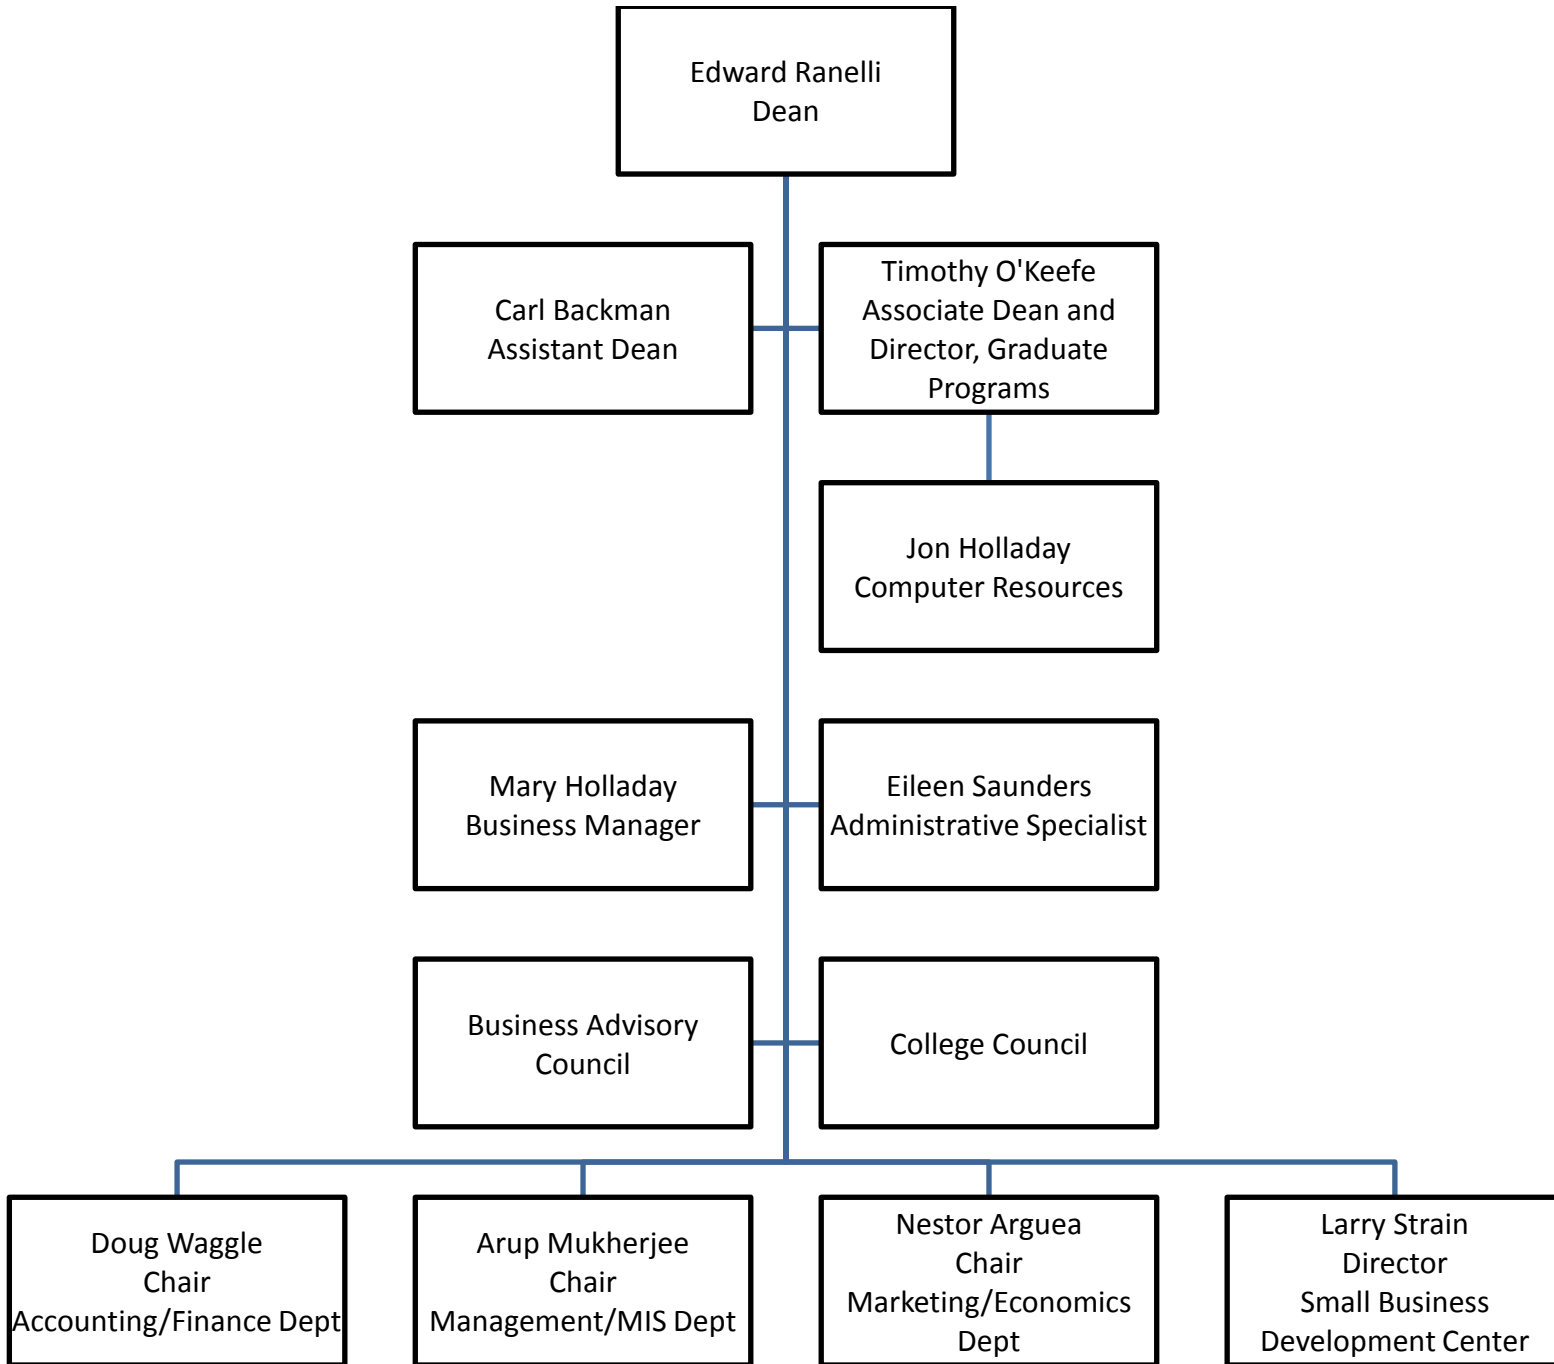 Edward Ranelli
Dean
Carl Backman
Assistant Dean
Timothy O'Keefe
Associate Dean and
Director, Graduate
Programs
Jon Holladay
Computer Resources
Mary Holladay
Business Manager
Eileen Saunders
Administrative Specialist
Business Advisory
Council
College Council
Doug Waggle
Chair
Accounting/Finance Dept
Arup Mukherjee
Chair
Management/MIS Dept
Nestor Arguea
Chair
Marketing/Economics
Dept
Larry Strain
Director
Small Business
Development Center